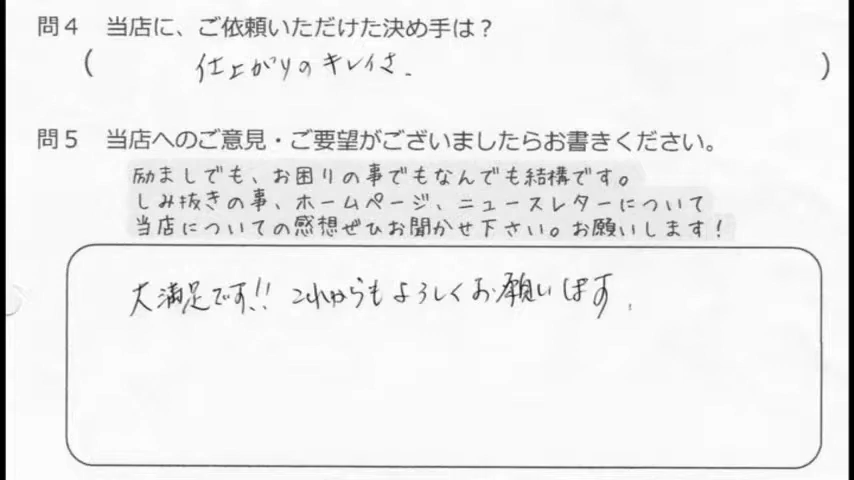 問4 当店に、ご依頼いただけた決め手は？
( 仕上がりのキレイさ. )
問5 当店へのご意見・ご要望がございましたらお書きください。
励ましでも、お困りの事でもなんでも結構です。
しみ抜きの事、ホームページ、ニュースレターについて
当店についての感想ぜひお聞かせ下さい。お願いします！
大満足です!! これからもよろしくお願いします.